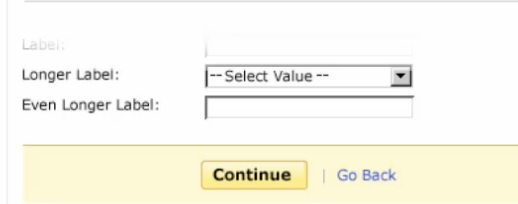 Label:
Longer Label:
-- Select Value --
Even Longer Label:
Continue | Go Back